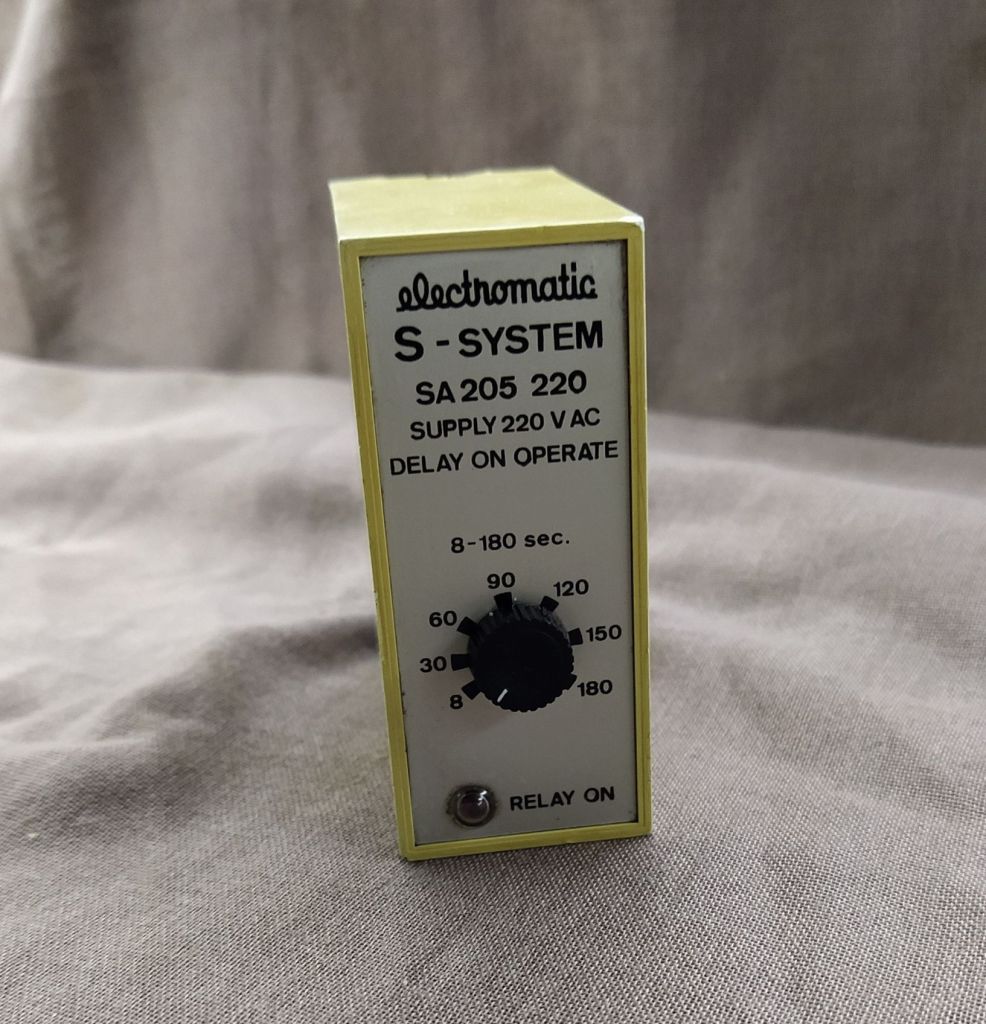 electromatic
S - SYSTEM
SA 205 220
SUPPLY 220 V AC
DELAY ON OPERATE
8-180 sec.
90
120
60
150
30
180
8
RELAY ON